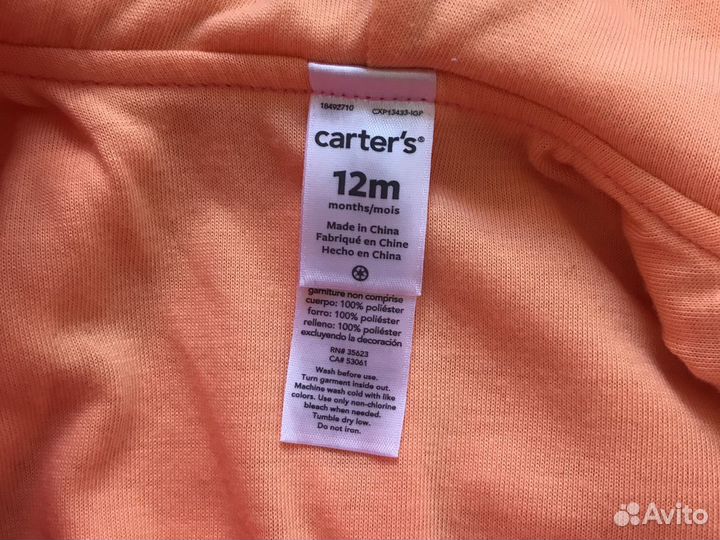 16492710 CXP13433-IGF
carter's®
12m
months/mois
Made in China
Fabriqué en Chine
Hecho en China
garniture non comprise
cuerpo: 100% poliéster
forro: 100% poliéster
relleno: 100% poliéster
excluyendo la decoración
RN# 35623
CA# 53061
Wash before use.
Turn garment inside out.
Machine wash cold with like
colors. Use only non-chlorine
bleach when needed.
Tumble dry low.
Do not iron.
Avito